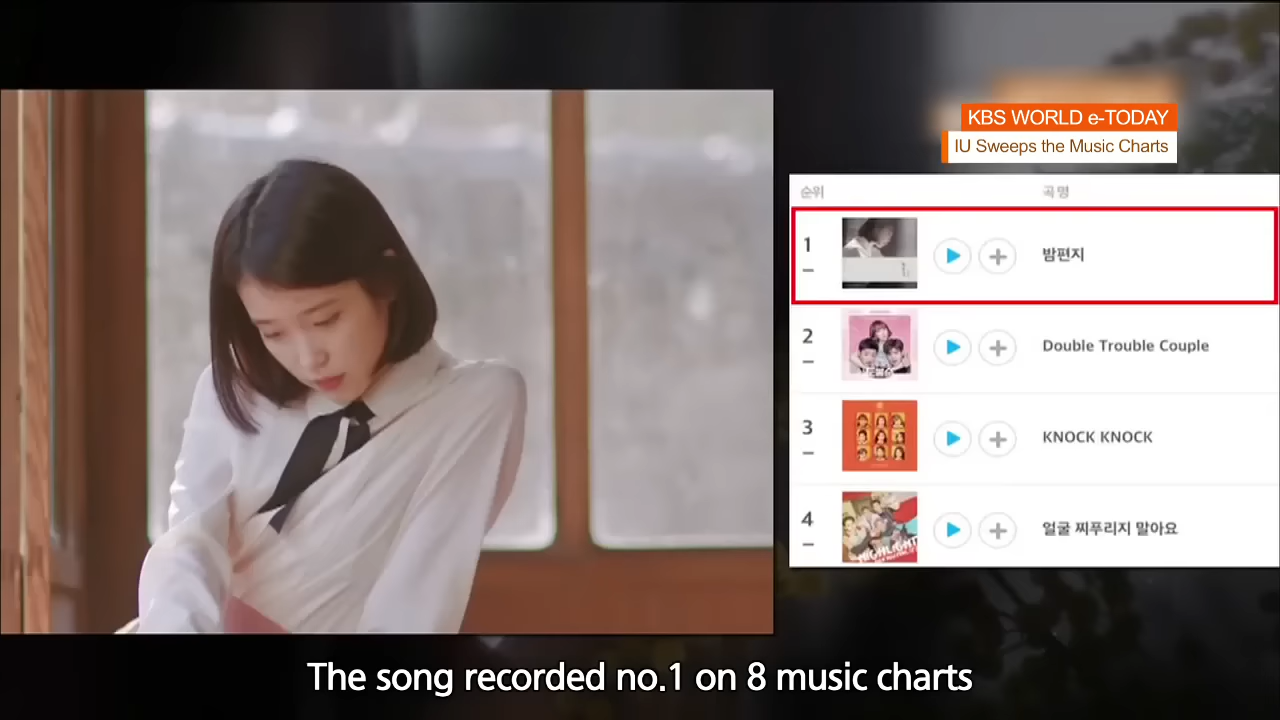 KBS WORLD e-TODAY
IU Sweeps the Music Charts
순위 곡명
1 밤편지
2 Double Trouble Couple
3 KNOCK KNOCK
4 얼굴 찌푸리지 말아요
HIGHLIGHT
The song recorded no.1 on 8 music charts